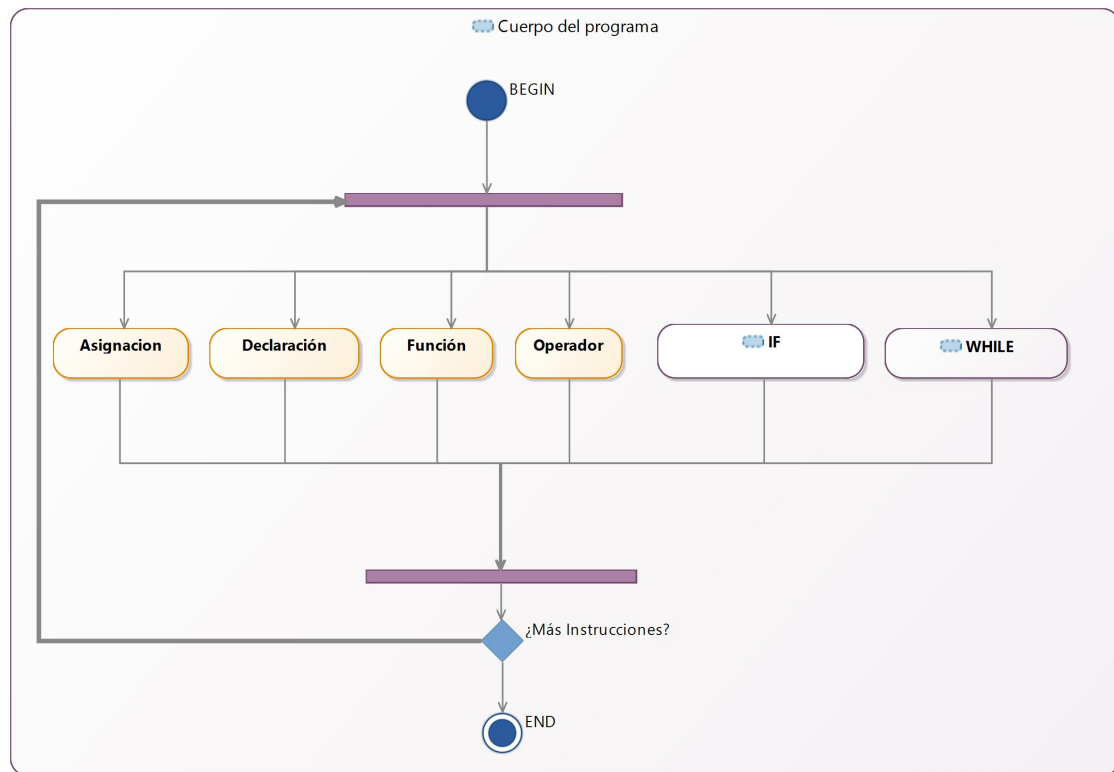 Cuerpo del programa
BEGIN
Asignacion
Declaración
Función
Operador
IF
WHILE
¿Más Instrucciones?
END